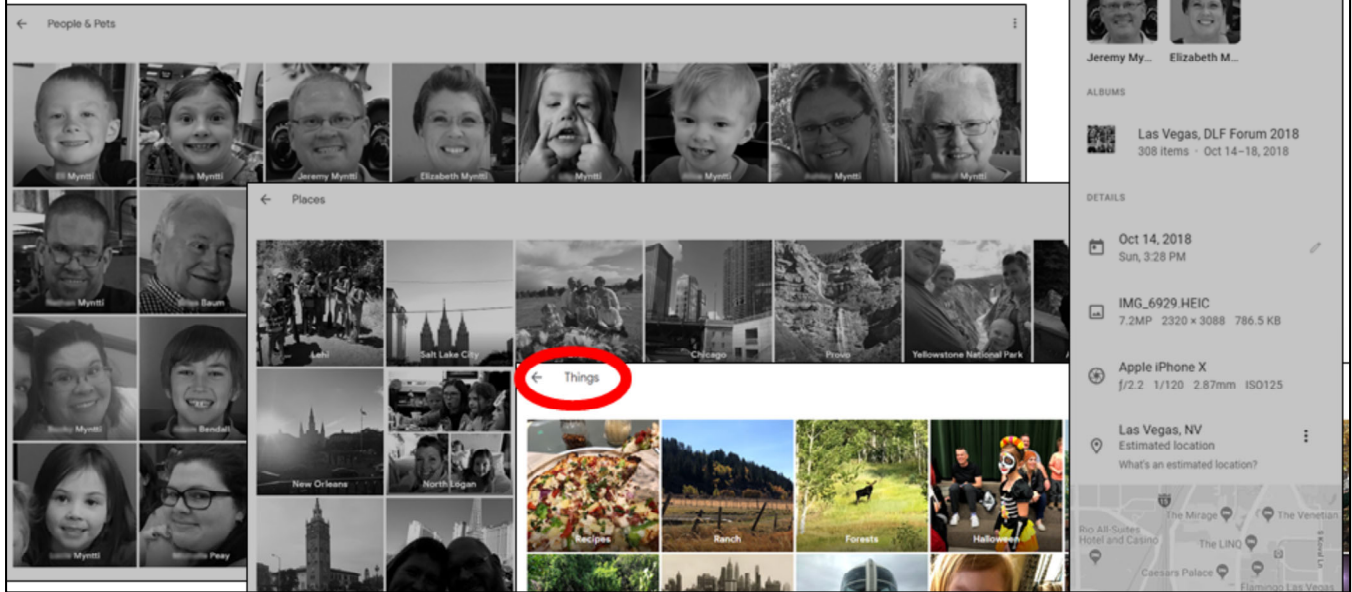 People & Pets
Myntti
Myntti
Jeremy Myntti
Elizabeth Myntti
Myntti
Myntti
Myntti
Myntti
Myntti
Baum
Myntti
Bendall
Myntti
Peay
Places
Lehi
Salt Lake City
Chicago
Provo
Yellowstone National Park
New Orleans
North Logan
Things
Recipes
Ranch
Forests
Halloween
Jeremy My...
Elizabeth M...
ALBUMS
Las Vegas, DLF Forum 2018
308 items · Oct 14–18, 2018
DETAILS
Oct 14, 2018
Sun, 3:28 PM
IMG_6929.HEIC
7.2MP 2320 × 3088 786.5 KB
Apple iPhone X
ƒ/2.2 1/120 2.87mm ISO125
Las Vegas, NV
Estimated location
What's an estimated location?
15
The Mirage
The Venetian
Rio All-Suites
Hotel and Casino
The LINQ
Caesars Palace
Flamingo Las Vegas